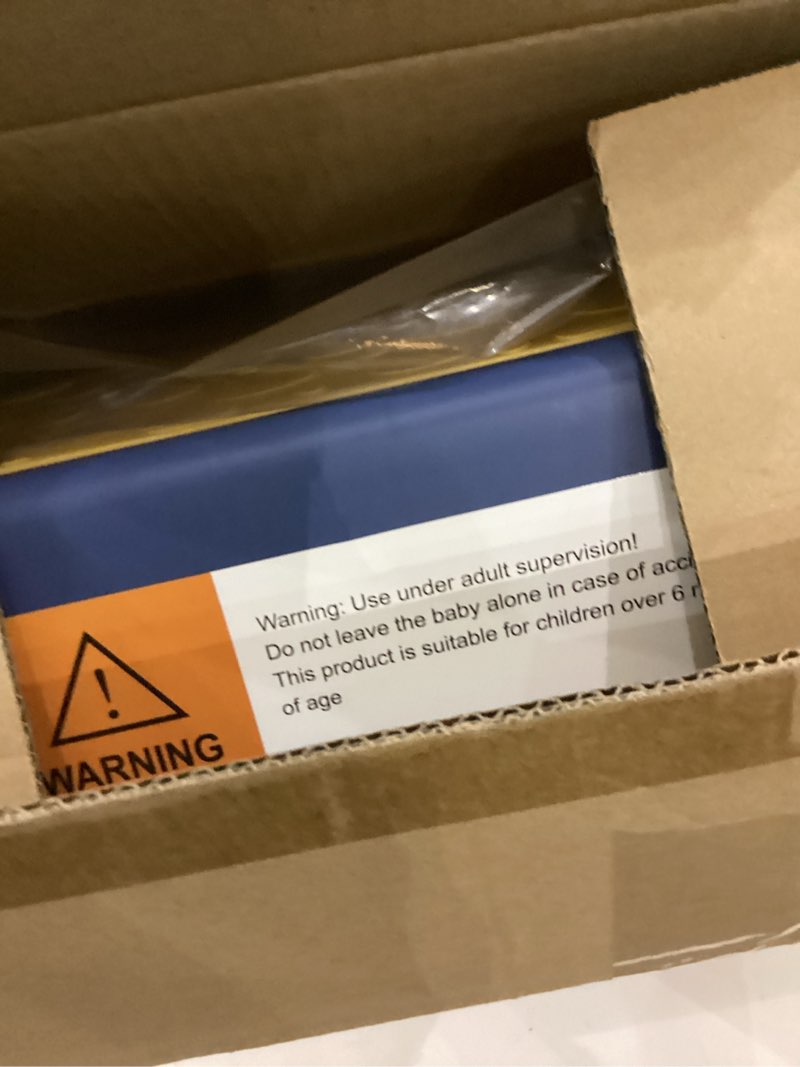 Warning: Use under adult supervision!
Do not leave the baby alone in case of
This product is suitable for children over 6
of age
WARNING